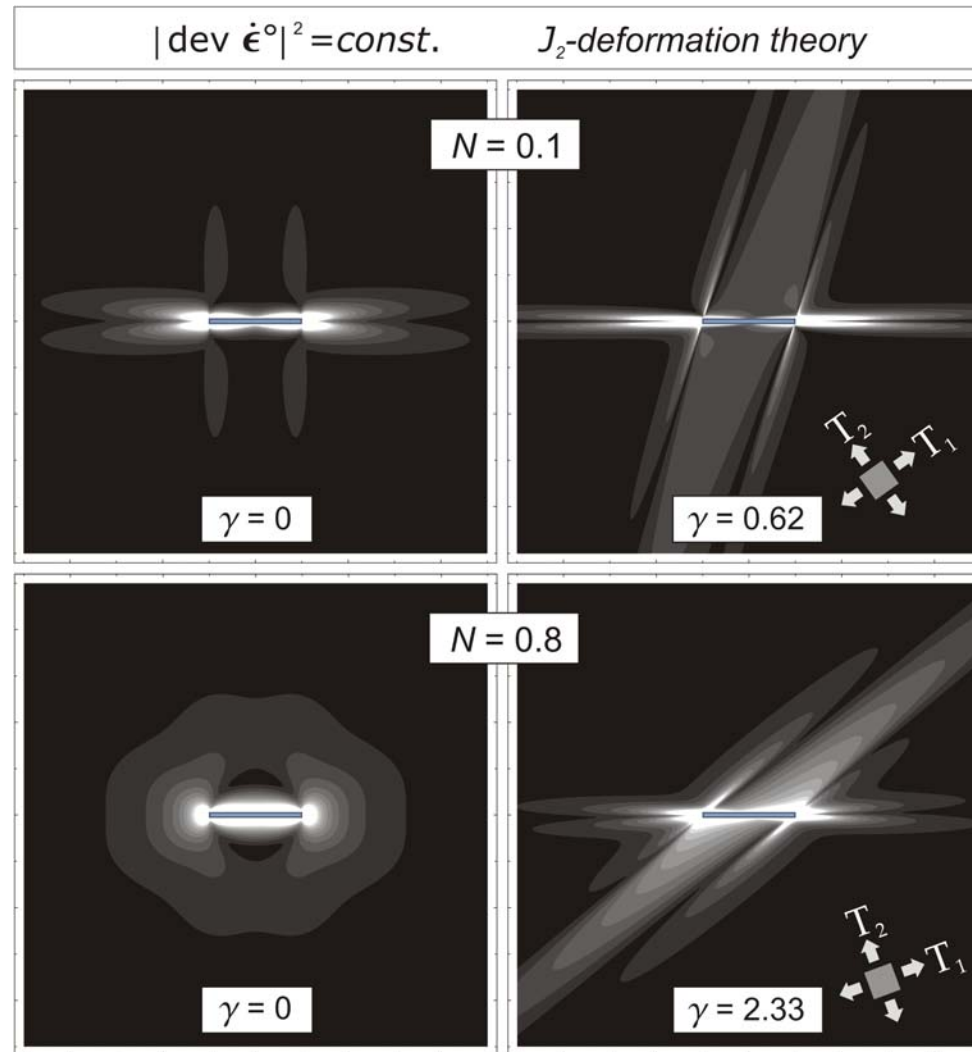 |dev ϵ̇°|² =const. J₂-deformation theory
N = 0.1
T₂ T₁
γ = 0 γ = 0.62
N = 0.8
T₂ T₁
γ = 0 γ = 2.33